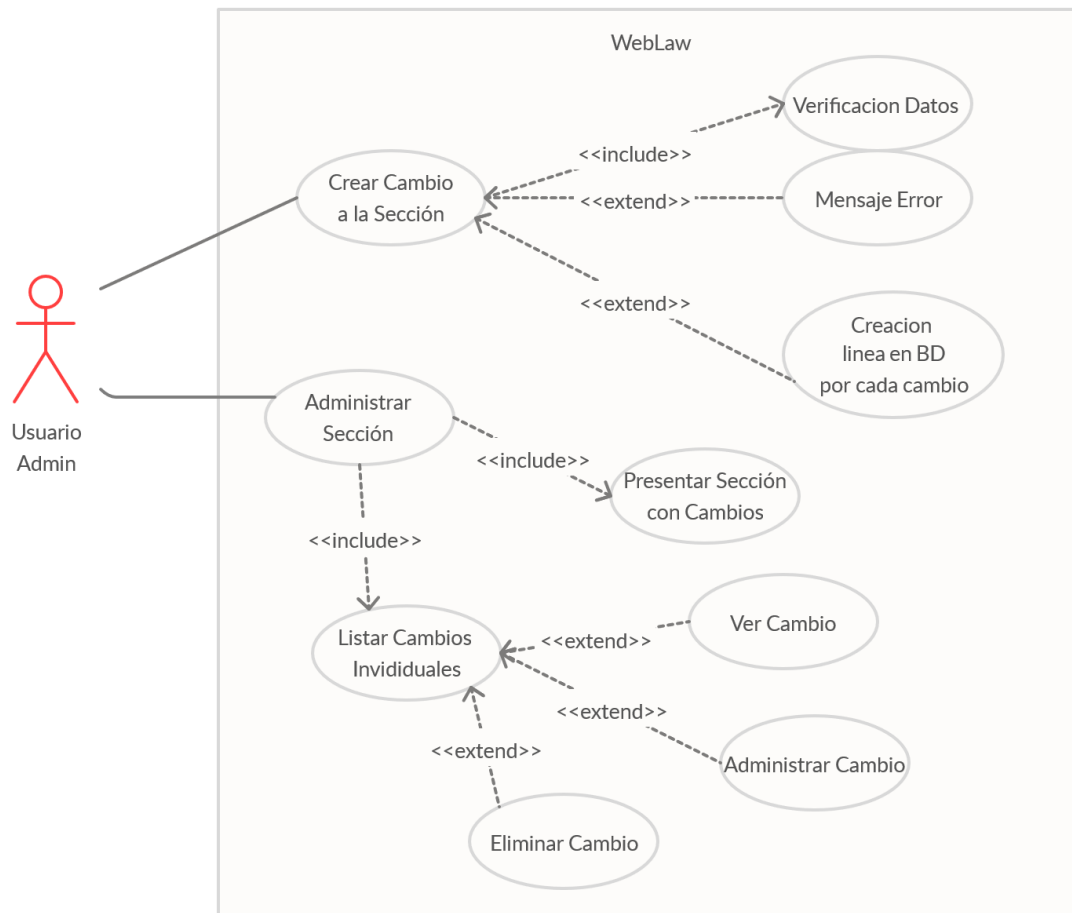 WebLaw
Verificacion Datos
<<include>>
Crear Cambio
a la Sección
<<extend>>
Mensaje Error
<<extend>>
Creacion
linea en BD
por cada cambio
Usuario
Admin
Administrar
Sección
<<include>>
Presentar Sección
con Cambios
<<include>>
Listar Cambios
Invididuales
<<extend>>
Ver Cambio
<<extend>>
Administrar Cambio
<<extend>>
Eliminar Cambio